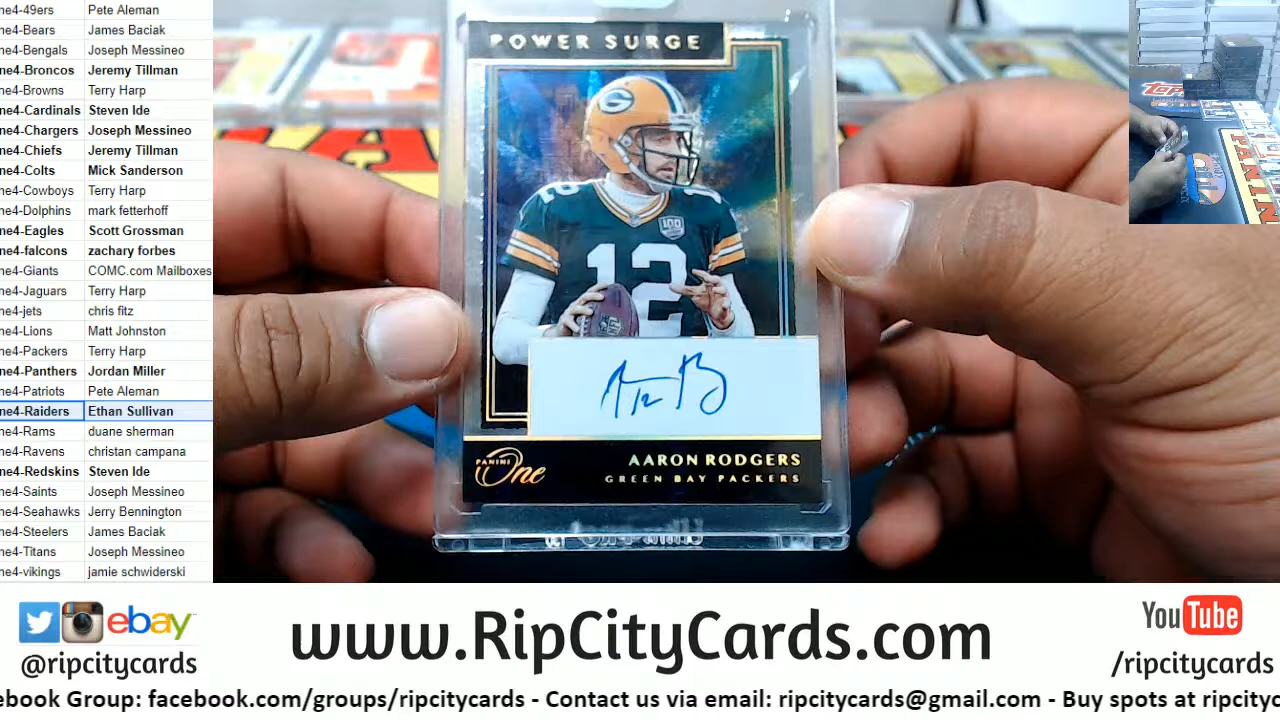 ne4-49ers Pete Aleman
ne4-Bears James Baciak
ne4-Bengals Joseph Messineo
ne4-Broncos Jeremy Tillman
ne4-Browns Terry Harp
ne4-Cardinals Steven Ide
ne4-Chargers Joseph Messineo
ne4-Chiefs Jeremy Tillman
ne4-Colts Mick Sanderson
ne4-Cowboys Terry Harp
ne4-Dolphins mark fetterhoff
ne4-Eagles Scott Grossman
ne4-falcons zachary forbes
ne4-Giants COMC.com Mailboxes
ne4-Jaguars Terry Harp
ne4-jets chris fitz
ne4-Lions Matt Johnston
ne4-Packers Terry Harp
ne4-Panthers Jordan Miller
ne4-Patriots Pete Aleman
ne4-Raiders Ethan Sullivan
ne4-Rams duane sherman
ne4-Ravens christan campana
ne4-Redskins Steven Ide
ne4-Saints Joseph Messineo
ne4-Seahawks Jerry Bennington
ne4-Steelers James Baciak
ne4-Titans Joseph Messineo
ne4-vikings jamie schwiderski
POWER SURGE
G
12
100
12
PANINI One
AARON RODGERS
GREEN BAY PACKERS
TOPPS
PANINI
ebay
@ripcitycards
www.RipCityCards.com
YouTube
/ripcitycards
ebook Group: facebook.com/groups/ripcitycards - Contact us via email: ripcitycards@gmail.com - Buy spots at ripcityc